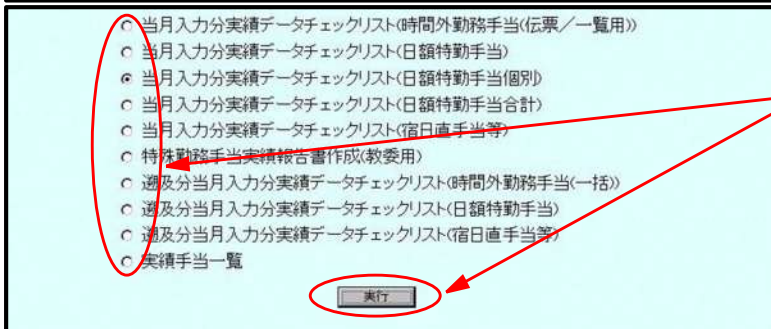 当月入力分実績データチェックリスト(時間外勤務手当(伝票／一覧用))
当月入力分実績データチェックリスト(日額特勤手当)
当月入力分実績データチェックリスト(日額特勤手当個別)
当月入力分実績データチェックリスト(日額特勤手当合計)
当月入力分実績データチェックリスト(宿日直手当等)
特殊勤務手当実績報告書作成(教委用)
遡及分当月入力分実績データチェックリスト(時間外勤務手当(一括))
遡及分当月入力分実績データチェックリスト(日額特勤手当)
遡及分当月入力分実績データチェックリスト(宿日直手当等)
実績手当一覧
実行